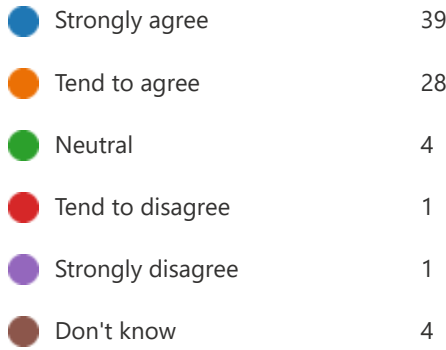 Strongly agree 39
Tend to agree 28
Neutral 4
Tend to disagree 1
Strongly disagree 1
Don't know 4